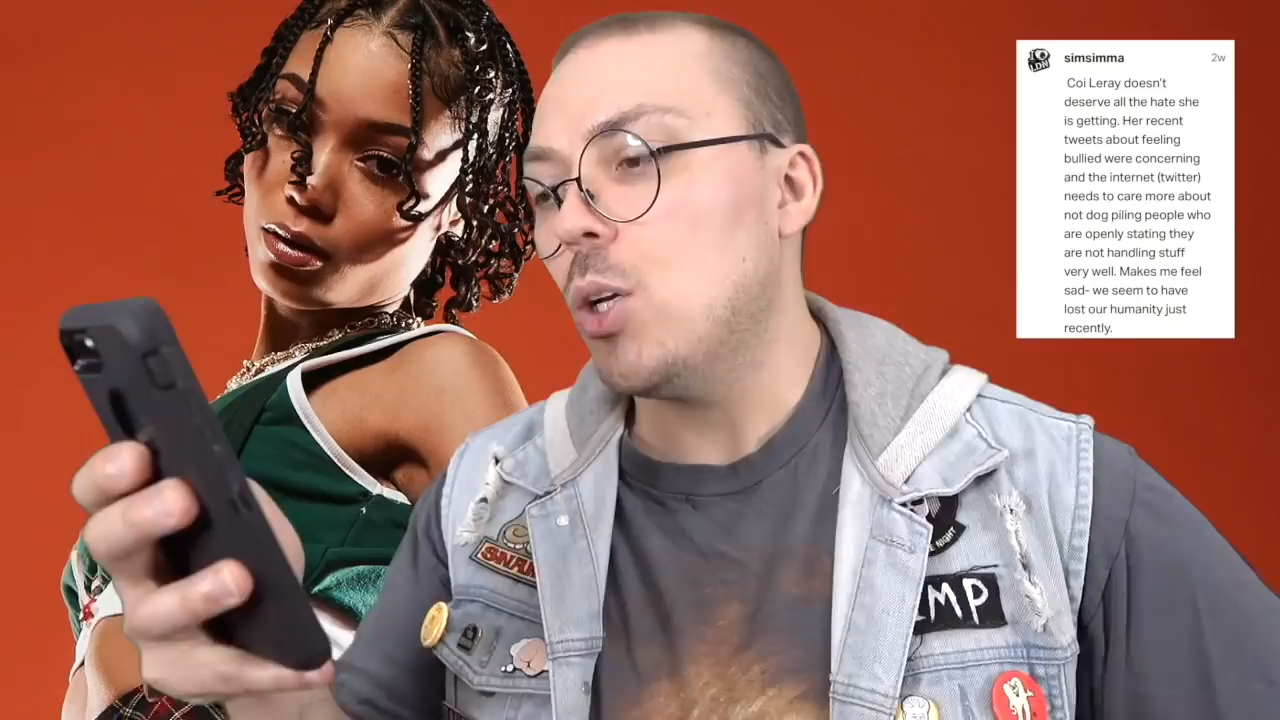 simsimma 2w
Coi Leray doesn't
deserve all the hate she
is getting. Her recent
tweets about feeling
bullied were concerning
and the internet (twitter)
needs to care more about
not dog piling people who
are openly stating they
are not handling stuff
very well. Makes me feel
sad- we seem to have
lost our humanity just
recently.
LDN
NIGHT